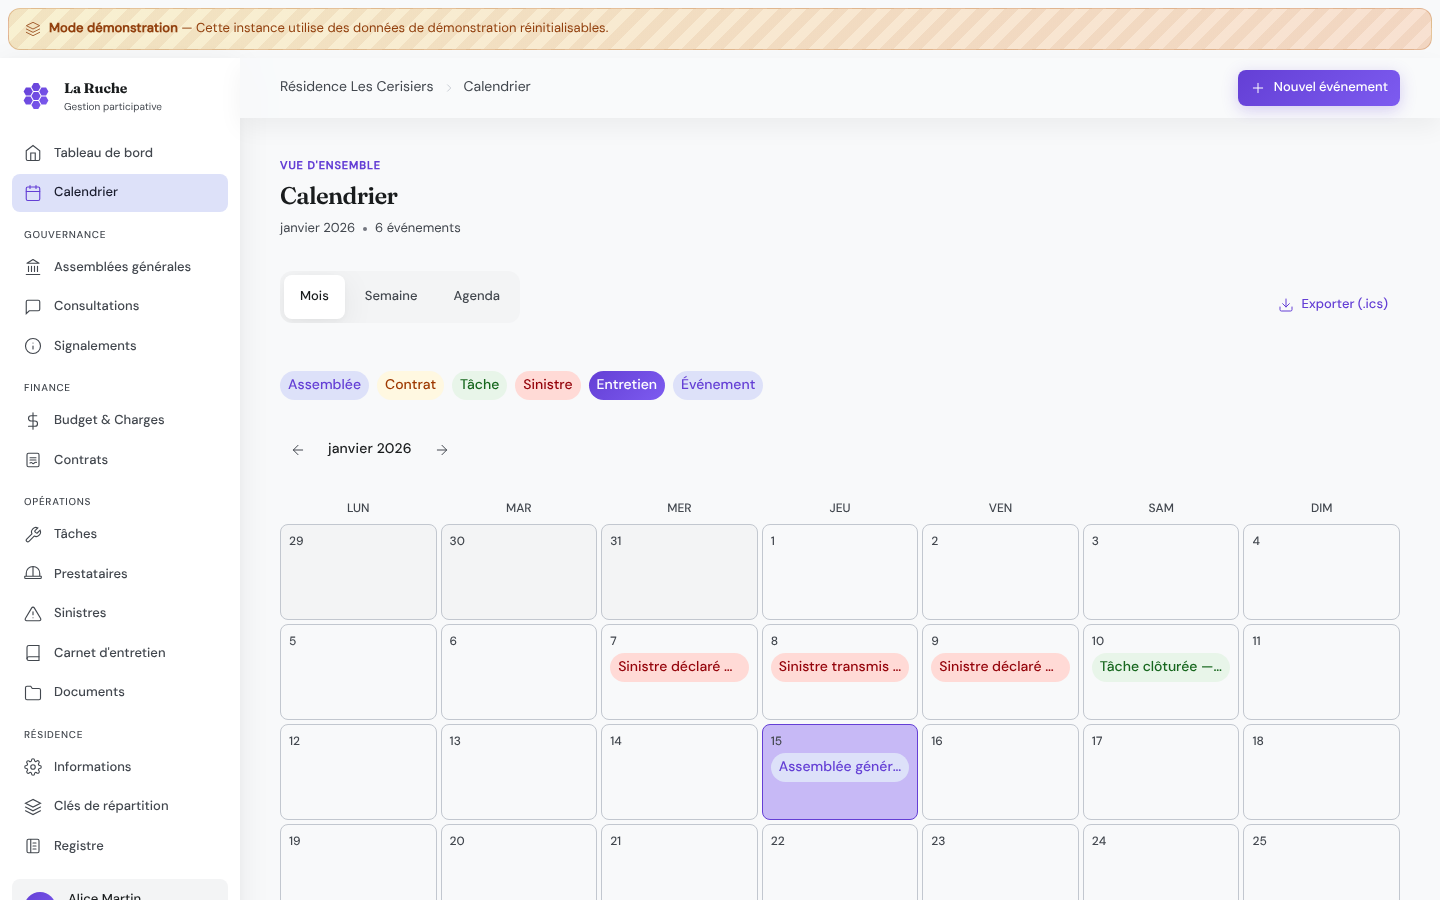 Mode démonstration — Cette instance utilise des données de démonstration réinitialisables.
La Ruche
Gestion participative
Tableau de bord
Calendrier
GOUVERNANCE
Assemblées générales
Consultations
Signalements
FINANCE
Budget & Charges
Contrats
OPÉRATIONS
Tâches
Prestataires
Sinistres
Carnet d'entretien
Documents
RÉSIDENCE
Informations
Clés de répartition
Registre
Alice Martin
Résidence Les Cerisiers
Calendrier
Nouvel événement
VUE D'ENSEMBLE
Calendrier
janvier 2026 • 6 événements
Mois Semaine Agenda
Exporter (.ics)
Assemblée Contrat Tâche Sinistre Entretien Événement
janvier 2026
LUN MAR MER JEU VEN SAM DIM
29 30 31 1 2 3 4
5 6 7 8 9 10 11
Sinistre déclaré ... Sinistre transmis ... Sinistre déclaré ... Tâche clôturée —...
12 13 14 15 16 17 18
Assemblée génér...
19 20 21 22 23 24 25